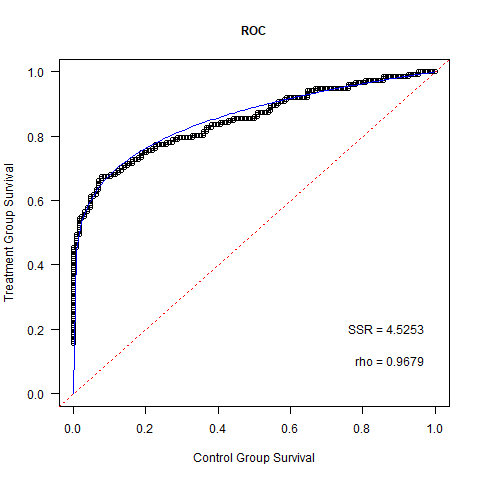 ROC
Treatment Group Survival
1.0
0.8
0.6
0.4
0.2
0.0
SSR = 4.5253
rho = 0.9679
0.0 0.2 0.4 0.6 0.8 1.0
Control Group Survival